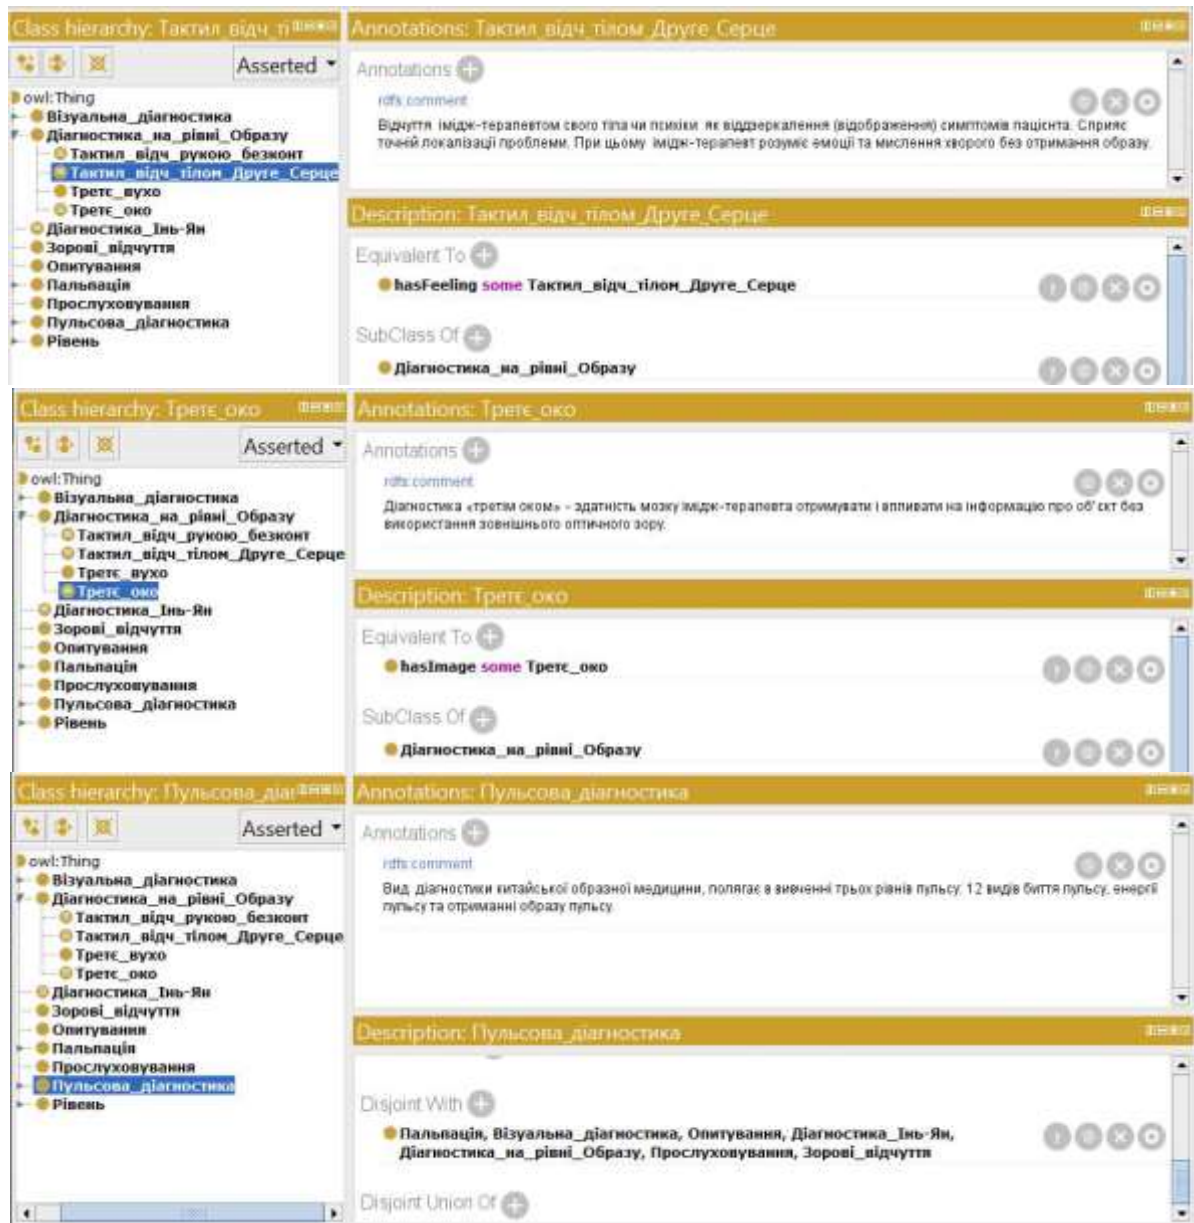 Class hierarchy: Тактил_відч_ті
Annotations: Тактил_відч_тілом_Друге_Серце
Asserted
Annotations
rdfs:comment
Відчуття імідж-терапевтом свого тіла чи психіки як віддзеркалення (відображення) симптомів пацієнта. Сприяє
точній локалізації проблеми. При цьому імідж-терапевт розуміє емоції та мислення хворого без отримання образу.
owl:Thing
Візуальна_діагностика
Діагностика_на_рівні_Образу
Тактил_відч_рукою_безконт
Тактил_відч_тілом_Друге_Серце
Третє_вухо
Третє_око
Діагностика_Інь-Ян
Зорові_відчуття
Опитування
Пальпація
Прослуховування
Пульсова_діагностика
Рівень
Description: Тактил_відч_тілом_Друге_Серце
Equivalent To
hasFeeling some Тактил_відч_тілом_Друге_Серце
SubClass Of
Діагностика_на_рівні_Образу
Class hierarchy: Третє_око
Annotations: Третє_око
Asserted
Annotations
rdfs:comment
Діагностика «третім оком» - здатність мозку імідж-терапевта отримувати і впливати на інформацію про об'єкт без
використання зовнішнього оптичного зору.
owl:Thing
Візуальна_діагностика
Діагностика_на_рівні_Образу
Тактил_відч_рукою_безконт
Тактил_відч_тілом_Друге_Серце
Третє_вухо
Третє_око
Діагностика_Інь-Ян
Зорові_відчуття
Опитування
Пальпація
Прослуховування
Пульсова_діагностика
Рівень
Description: Третє_око
Equivalent To
hasImage some Третє_око
SubClass Of
Діагностика_на_рівні_Образу
Class hierarchy: Пульсова_діаг
Annotations: Пульсова_діагностика
Asserted
Annotations
rdfs:comment
Вид діагностики китайської образної медицини, полягає в вивченні трьох рівнів пульсу, 12 видів биття пульсу, енергії
пульсу та отриманні образу пульсу.
owl:Thing
Візуальна_діагностика
Діагностика_на_рівні_Образу
Тактил_відч_рукою_безконт
Тактил_відч_тілом_Друге_Серце
Третє_вухо
Третє_око
Діагностика_Інь-Ян
Зорові_відчуття
Опитування
Пальпація
Прослуховування
Пульсова_діагностика
Рівень
Description: Пульсова_діагностика
Disjoint With
Пальпація, Візуальна_діагностика, Опитування, Діагностика_Інь-Ян,
Діагностика_на_рівні_Образу, Прослуховування, Зорові_відчуття
Disjoint Union Of